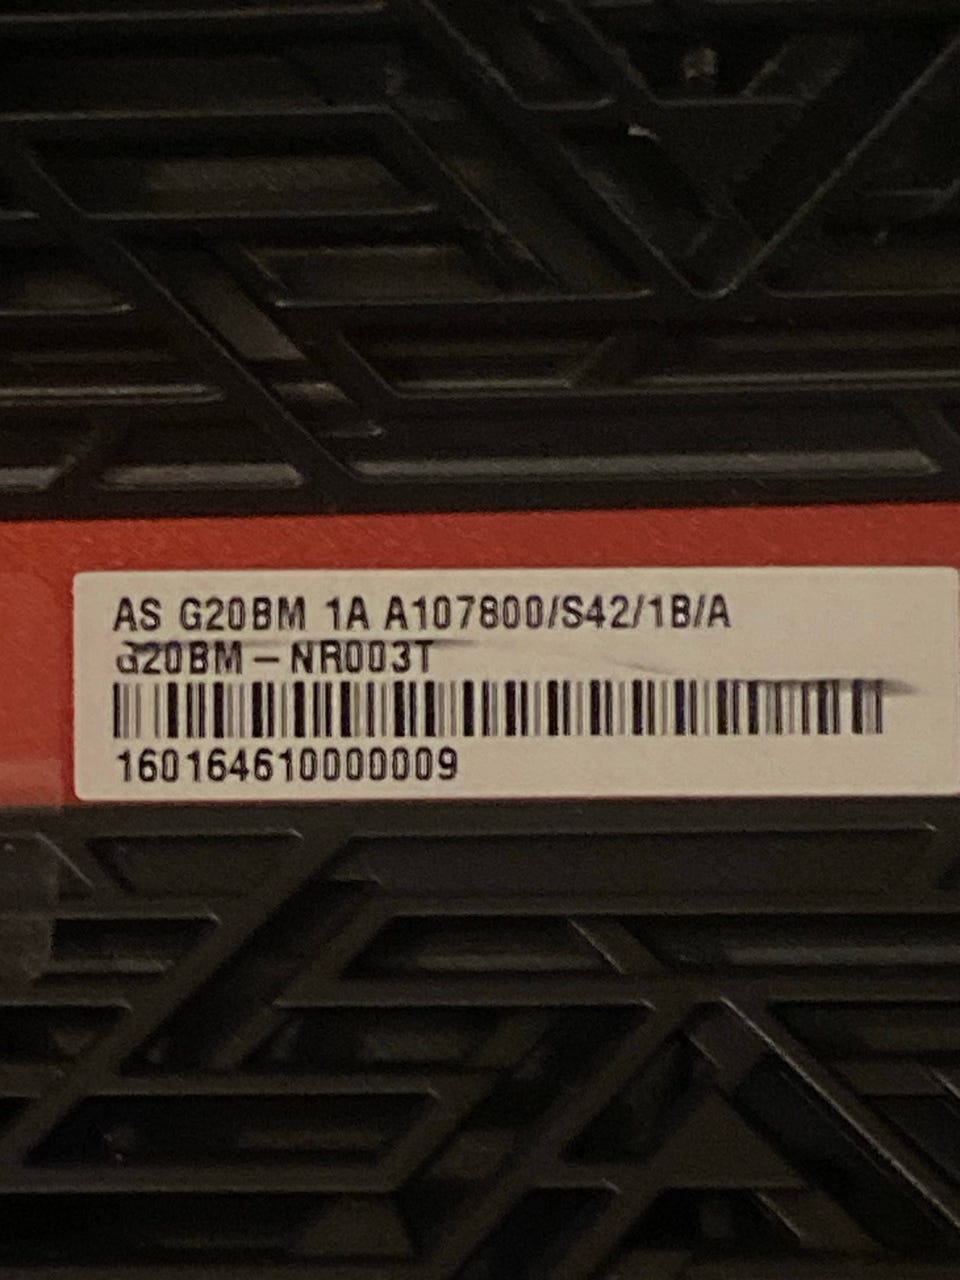 AS G20BM 1A A107800/S42/1B/A
G20BM-NR003T
160164610000009